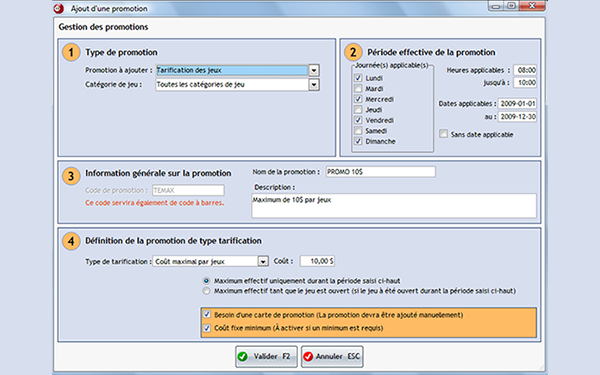 Ajout d'une promotion
Gestion des promotions
1 Type de promotion
Promotion à ajouter : Tarification des jeux
Catégorie de jeu : Toutes les catégories de jeu
2 Période effective de la promotion
Journée(s) applicable(s)
Lundi
Mardi
Mercredi
Jeudi
Vendredi
Samedi
Dimanche
Heures applicables : 08:00
jusqu'à : 10:00
Dates applicables : 2009-01-01
au : 2009-12-30
Sans date applicable
3 Information générale sur la promotion
Code de promotion : TEMAX
Ce code servira également de code à barres.
Nom de la promotion : PROMO 10$
Description :
Maximum de 10$ par jeux
4 Définition de la promotion de type tarification
Type de tarification : Coût maximal par jeux Coût : 10,00 $
Maximum effectif uniquement durant la période saisi ci-haut
Maximum effectif tant que le jeu est ouvert (si le jeu à été ouvert durant la période saisi ci-haut)
Besoin d'une carte de promotion (La promotion devra être ajouté manuelement)
Coût fixe minimum (À activer si un minimum est requis)
Valider F2 Annuler ESC